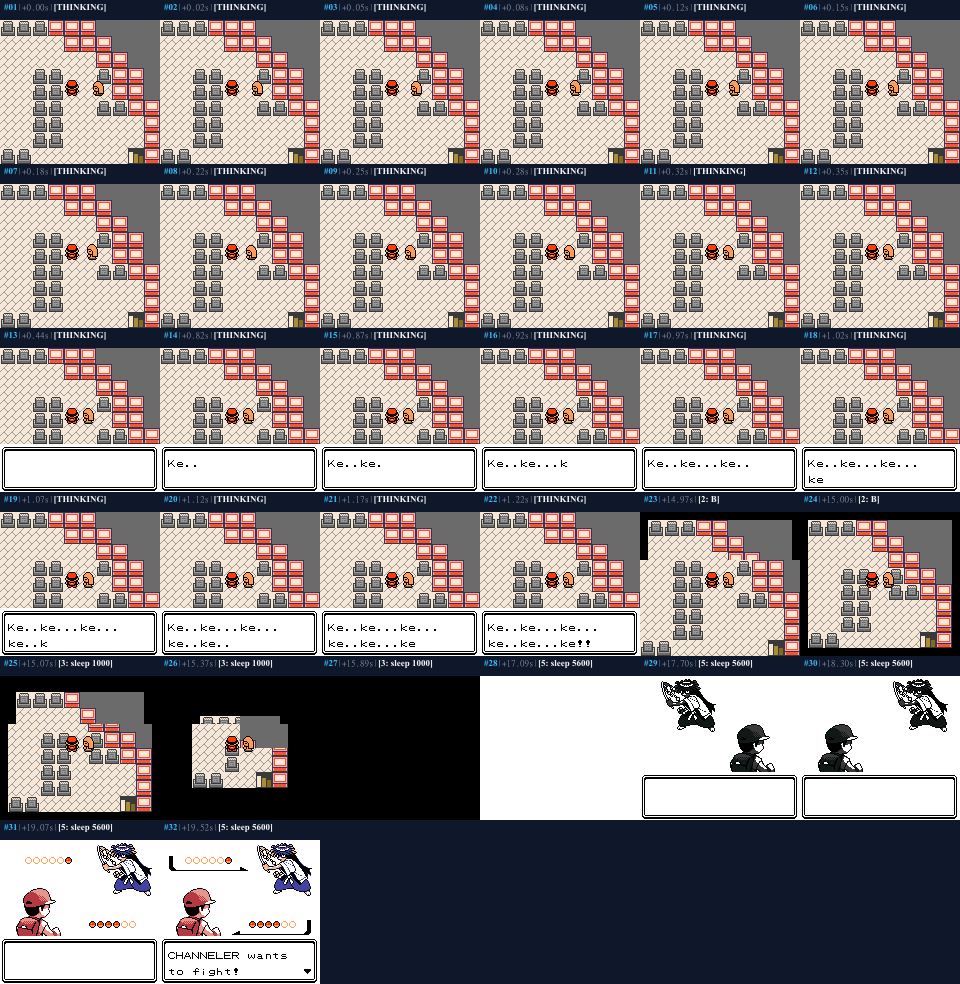 #01 | +0.00s | [THINKING]
#02 | +0.02s | [THINKING]
#03 | +0.05s | [THINKING]
#04 | +0.08s | [THINKING]
#05 | +0.12s | [THINKING]
#06 | +0.15s | [THINKING]
#07 | +0.18s | [THINKING]
#08 | +0.22s | [THINKING]
#09 | +0.25s | [THINKING]
#10 | +0.28s | [THINKING]
#11 | +0.32s | [THINKING]
#12 | +0.35s | [THINKING]
#13 | +0.44s | [THINKING]
#14 | +0.82s | [THINKING]
#15 | +0.87s | [THINKING]
#16 | +0.92s | [THINKING]
#17 | +0.97s | [THINKING]
#18 | +1.02s | [THINKING]
Ke..
Ke..ke.
Ke..ke...k
Ke..ke...ke..
Ke..ke...ke...
ke
#19 | +1.07s | [THINKING]
#20 | +1.12s | [THINKING]
#21 | +1.17s | [THINKING]
#22 | +1.22s | [THINKING]
#23 | +14.97s | [2: B]
#24 | +15.00s | [2: B]
Ke..ke...ke...
ke..k
Ke..ke...ke...
ke..ke..
Ke..ke...ke...
ke..ke...ke
Ke..ke...ke...
ke..ke...ke!!
#25 | +15.07s | [3: sleep 1000]
#26 | +15.37s | [3: sleep 1000]
#27 | +15.89s | [3: sleep 1000]
#28 | +17.09s | [5: sleep 5600]
#29 | +17.70s | [5: sleep 5600]
#30 | +18.30s | [5: sleep 5600]
#31 | +19.07s | [5: sleep 5600]
#32 | +19.52s | [5: sleep 5600]
CHANNELER wants
to fight!